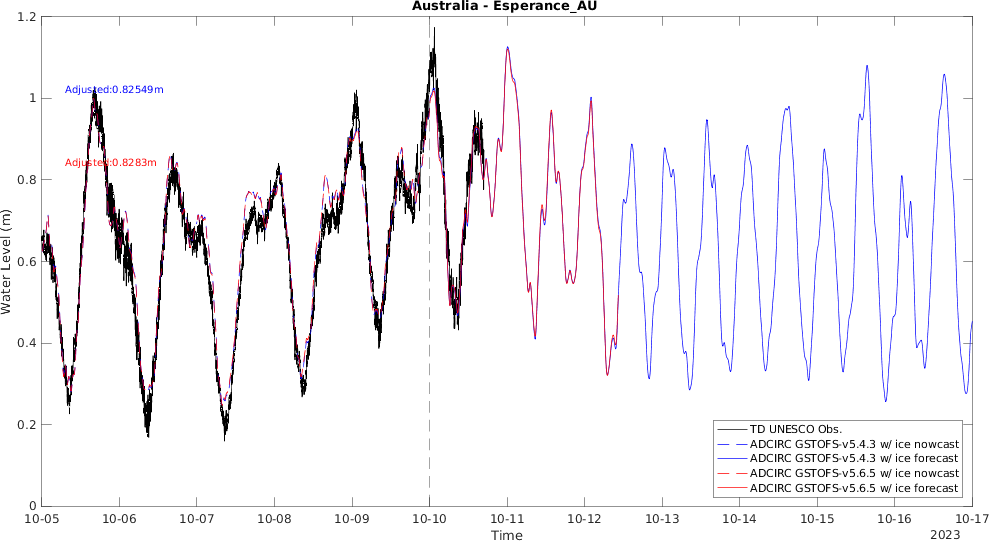 Australia - Esperance_AU
1.2
1
0.8
0.6
0.4
0.2
0
Water Level (m)
Adjusted:0.82549m
Adjusted:0.8283m
TD UNESCO Obs.
ADCIRC GSTOFS-v5.4.3 w/ ice nowcast
ADCIRC GSTOFS-v5.4.3 w/ ice forecast
ADCIRC GSTOFS-v5.6.5 w/ ice nowcast
ADCIRC GSTOFS-v5.6.5 w/ ice forecast
10-05 10-06 10-07 10-08 10-09 10-10 10-11 10-12 10-13 10-14 10-15 10-16 10-17
Time
2023